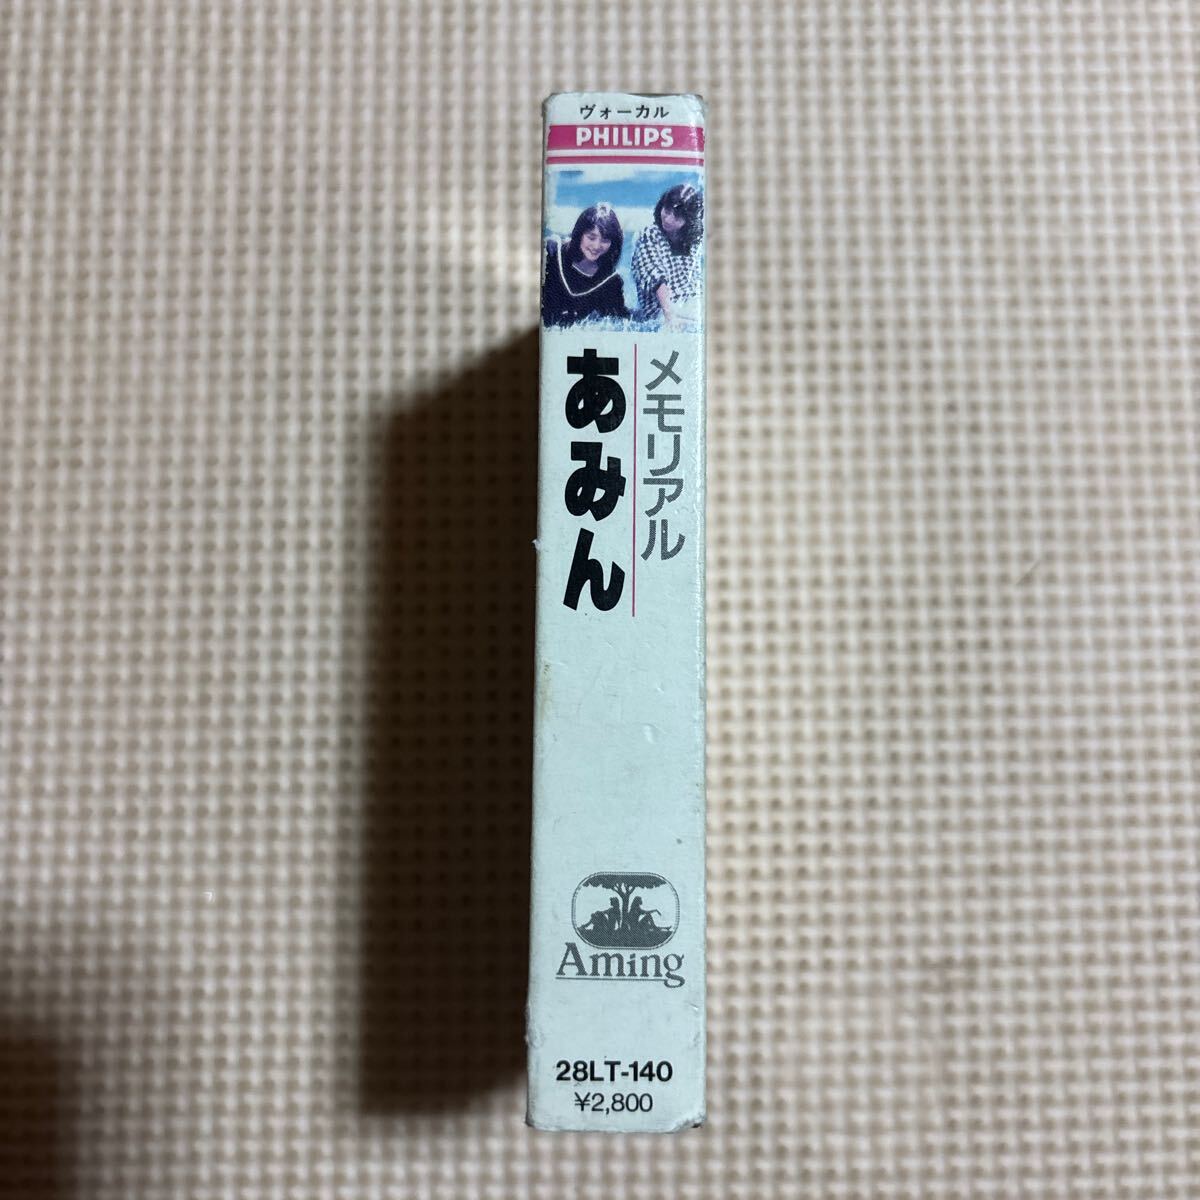 ヴォーカル
PHILIPS
メモリアル
あみん
Aming
28LT-140
¥2,800